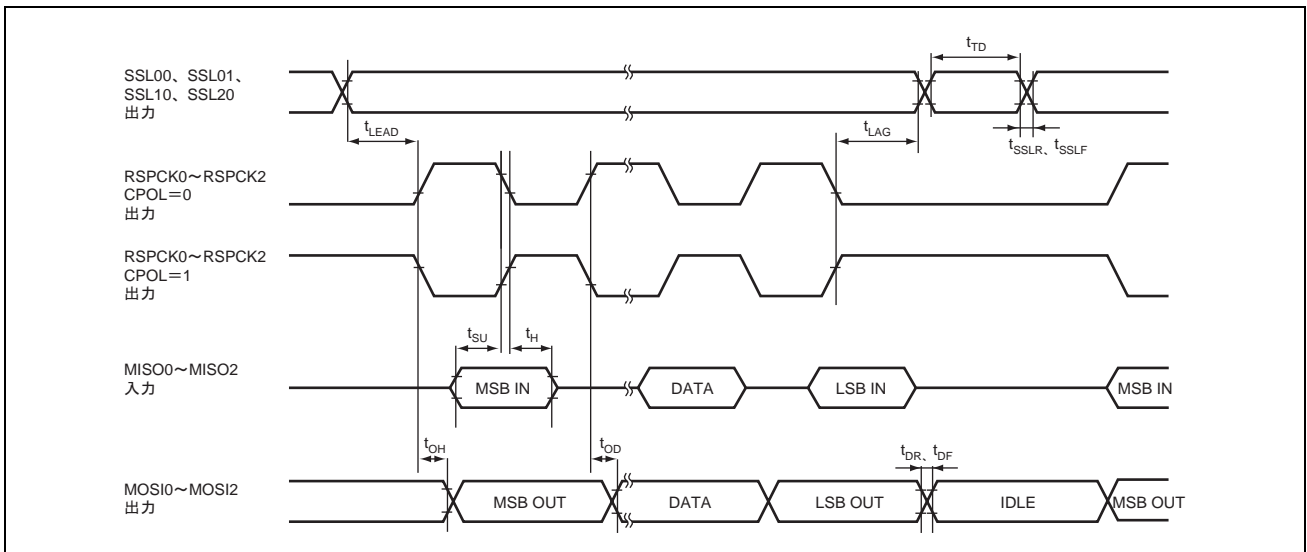 SSL00、SSL01、
SSL10、SSL20
出力
tTD
tLEAD
tLAG
tSSLR、tSSLF
RSPCK0～RSPCK2
CPOL＝0
出力
RSPCK0～RSPCK2
CPOL＝1
出力
tSU
tH
MISO0～MISO2
入力
MSB IN
DATA
LSB IN
MSB IN
tOH
tOD
tDR、tDF
MOSI0～MOSI2
出力
MSB OUT
DATA
LSB OUT
IDLE
MSB OUT